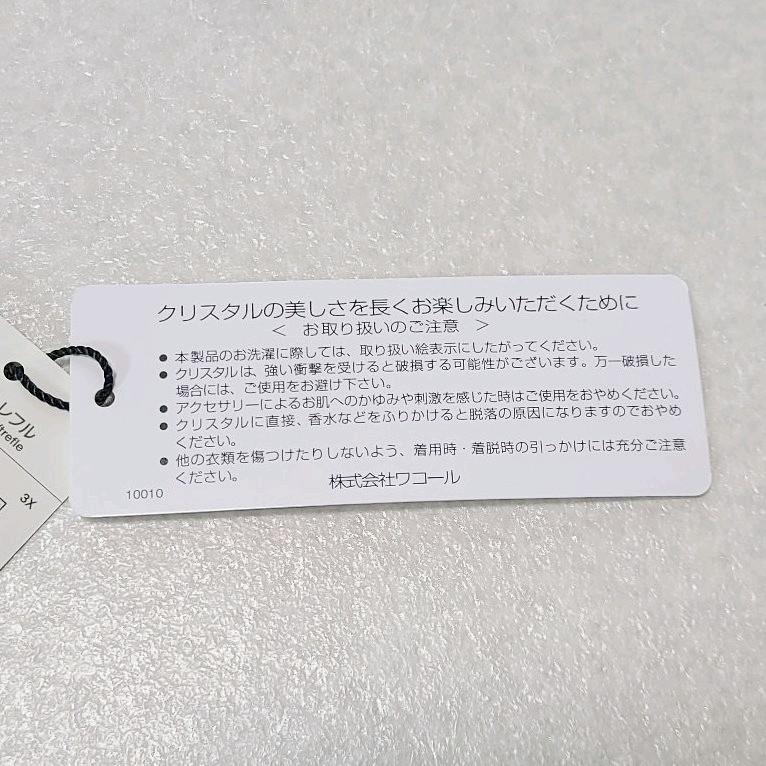 クリスタルの美しさを長くお楽しみいただくために
＜ お取り扱いのご注意 ＞
● 本製品のお洗濯に際しては、取り扱い絵表示にしたがってください。
● クリスタルは、強い衝撃を受けると破損する可能性がございます。万一破損した
場合には、ご使用をお避け下さい。
● アクセサリーによるお肌へのかゆみや刺激を感じた時はご使用をおやめください。
● クリスタルに直接、香水などをふりかけると脱落の原因になりますのでおやめ
ください。
● 他の衣類を傷つけたりしないよう、着用時・着脱時の引っかけには充分ご注意
ください。
株式会社ワコール
10010
レフル
trefle
3X